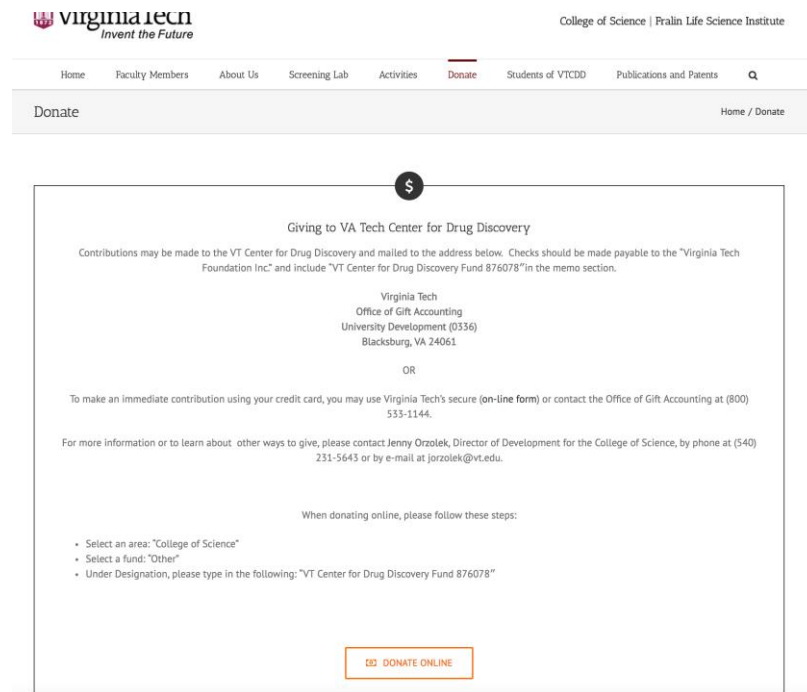 Virginia Tech
Invent the Future
College of Science | Fralin Life Science Institute
Home Faculty Members About Us Screening Lab Activities Donate Students of VTCDD Publications and Patents
Donate
Home / Donate
$
Giving to VA Tech Center for Drug Discovery
Contributions may be made to the VT Center for Drug Discovery and mailed to the address below. Checks should be made payable to the “Virginia Tech
Foundation Inc.” and include “VT Center for Drug Discovery Fund 876078″in the memo section.
Virginia Tech
Office of Gift Accounting
University Development (0336)
Blacksburg, VA 24061
OR
To make an immediate contribution using your credit card, you may use Virginia Tech’s secure (on-line form) or contact the Office of Gift Accounting at (800)
533-1144.
For more information or to learn about other ways to give, please contact Jenny Orzolek, Director of Development for the College of Science, by phone at (540)
231-5643 or by e-mail at jorzolek@vt.edu.
When donating online, please follow these steps:
• Select an area: “College of Science”
• Select a fund: “Other”
• Under Designation, please type in the following: “VT Center for Drug Discovery Fund 876078″
DONATE ONLINE